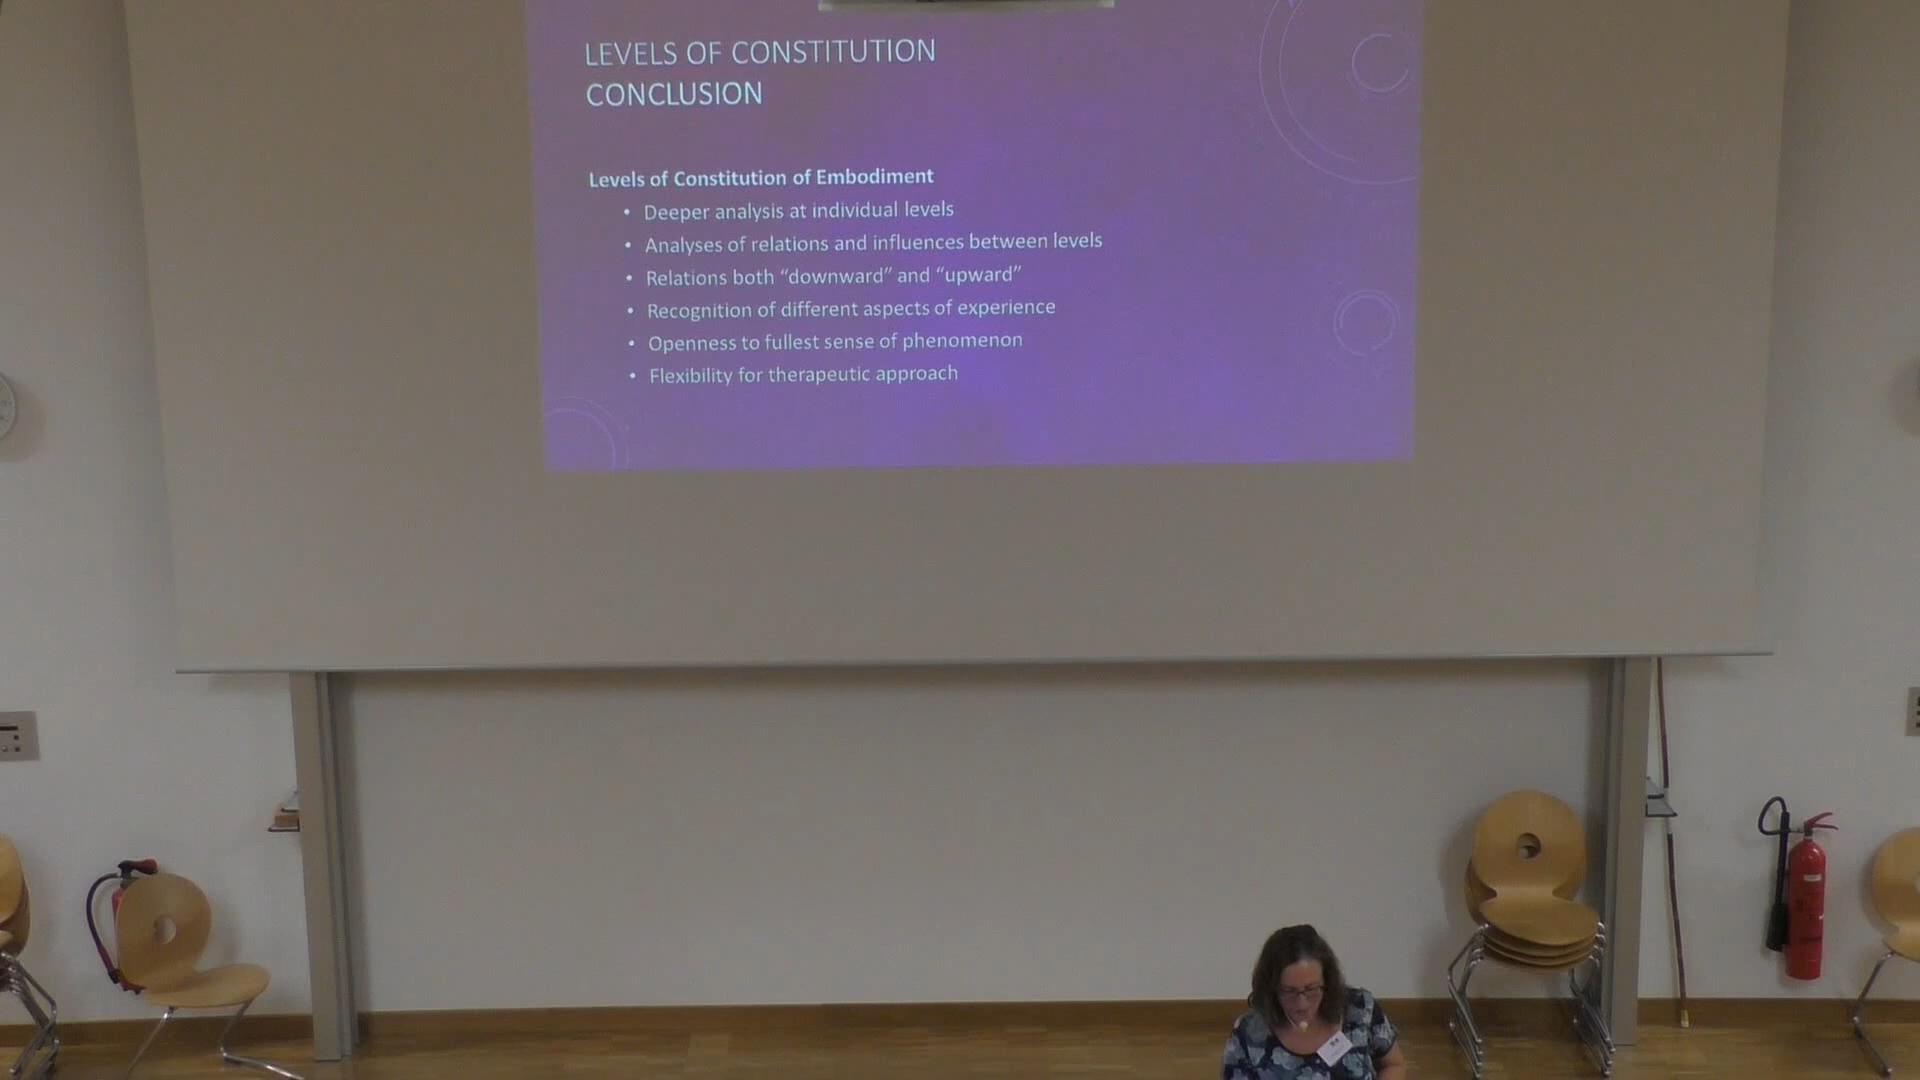 LEVELS OF CONSTITUTION
CONCLUSION
Levels of Constitution of Embodiment
• Deeper analysis at individual levels
• Analyses of relations and influences between levels
• Relations both “downward” and “upward”
• Recognition of different aspects of experience
• Openness to fullest sense of phenomenon
• Flexibility for therapeutic approach